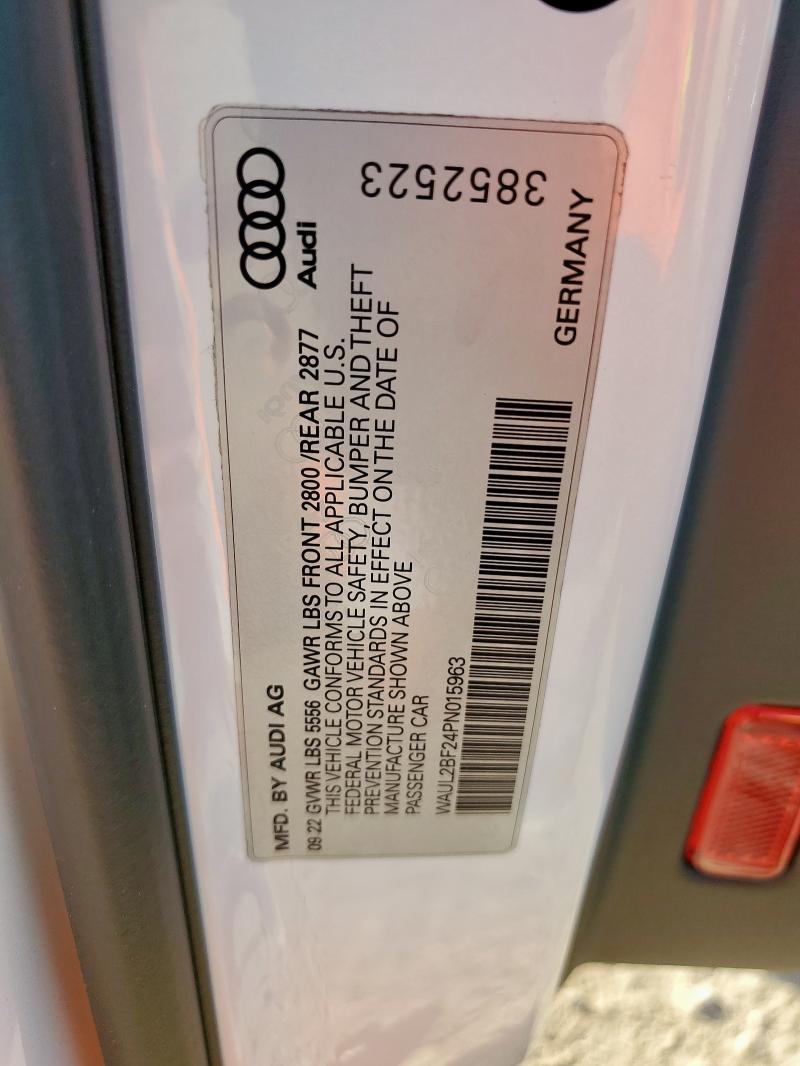 MFD. BY AUDI AG
Audi
09 22 GVWR LBS 5556 GAWR LBS FRONT 2800 /REAR 2877
THIS VEHICLE CONFORMS TO ALL APPLICABLE U.S.
FEDERAL MOTOR VEHICLE SAFETY, BUMPER AND THEFT
PREVENTION STANDARDS IN EFFECT ON THE DATE OF
MANUFACTURE SHOWN ABOVE
PASSENGER CAR
WAUL2BF24PN015963
GERMANY
3852523